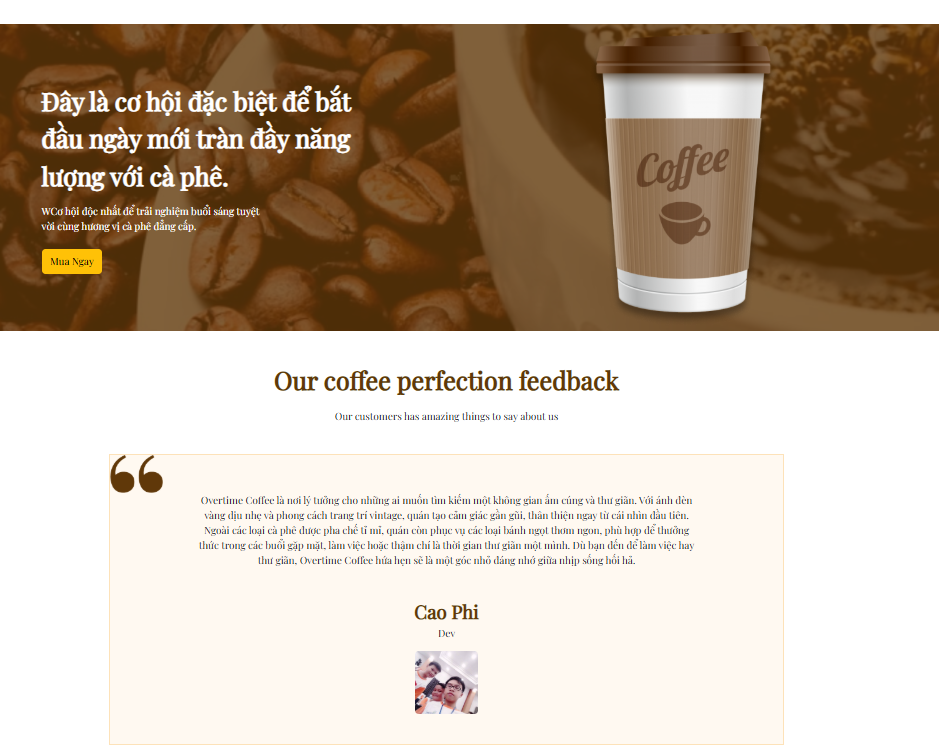 Đây là cơ hội đặc biệt để bắt
đầu ngày mới tràn đầy năng
lượng với cà phê.
WCơ hội độc nhất để trải nghiệm buổi sáng tuyệt
vời cùng hương vị cà phê đẳng cấp.
Mua Ngay
Coffee
Our coffee perfection feedback
Our customers has amazing things to say about us
Overtime Coffee là nơi lý tưởng cho những ai muốn tìm kiếm một không gian ấm cúng và thư giãn. Với ánh đèn
vàng dịu nhẹ và phong cách trang trí vintage, quán tạo cảm giác gần gũi, thân thiện ngay từ cái nhìn đầu tiên.
Ngoài các loại cà phê được pha chế tỉ mỉ, quán còn phục vụ các loại bánh ngọt thơm ngon, phù hợp để thưởng
thức trong các buổi gặp mặt, làm việc hoặc thậm chí là thời gian thư giãn một mình. Dù bạn đến để làm việc hay
thư giãn, Overtime Coffee hứa hẹn sẽ là một góc nhỏ đáng nhớ giữa nhịp sống hối hả.
Cao Phi
Dev